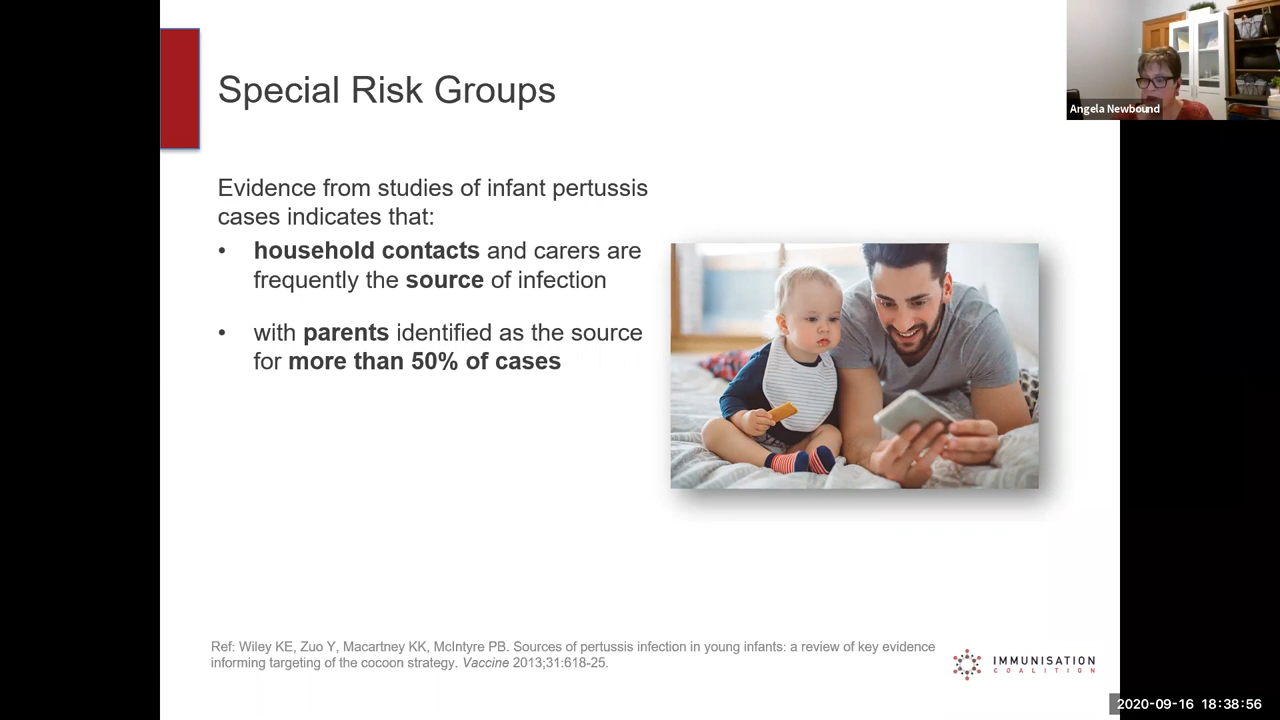 Special Risk Groups
Angela Newbound
Evidence from studies of infant pertussis
cases indicates that:
• household contacts and carers are
frequently the source of infection
• with parents identified as the source
for more than 50% of cases
Ref: Wiley KE, Zuo Y, Macartney KK, McIntyre PB. Sources of pertussis infection in young infants: a review of key evidence
informing targeting of the cocoon strategy. Vaccine 2013;31:618-25.
IMMUNISATION
COALITION
2020-09-16 18:38:56